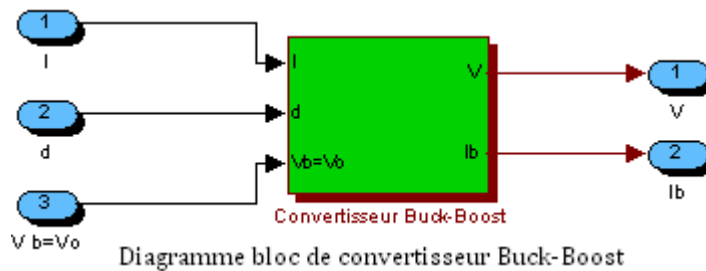 1
I
2
d
3
V b=Vo
I
d
Vb=Vo
V
Ib
Convertisseur Buck-Boost
1
V
2
Ib
Diagramme bloc de convertisseur Buck-Boost